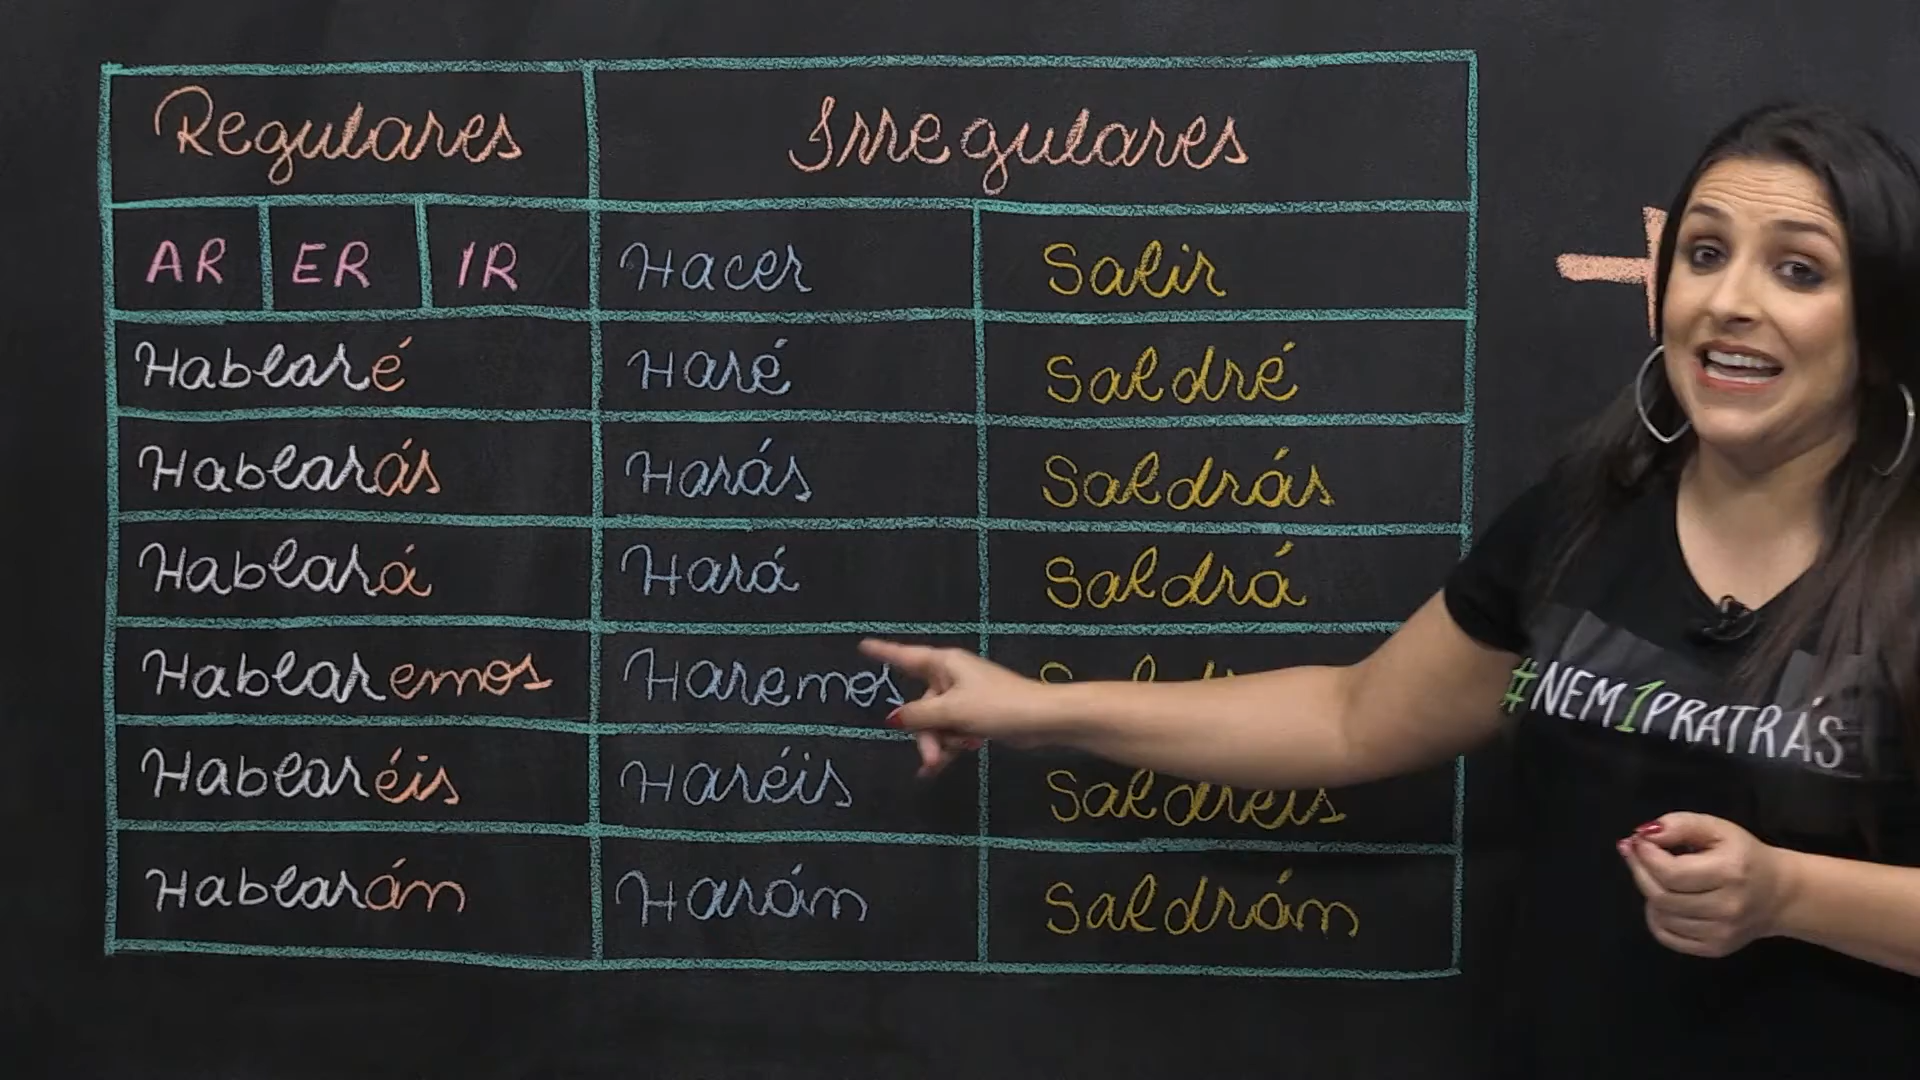 Regulares Irregulares
AR ER IR Hacer Salir
Hablaré Haré Saldré
Hablarás Harás Saldrás
Hablará Hará Saldrá
Hablaremos Haremos
Hablaréis Haréis Saldréis
Hablarán Harán Saldrán
#NEM1PRATRÁS